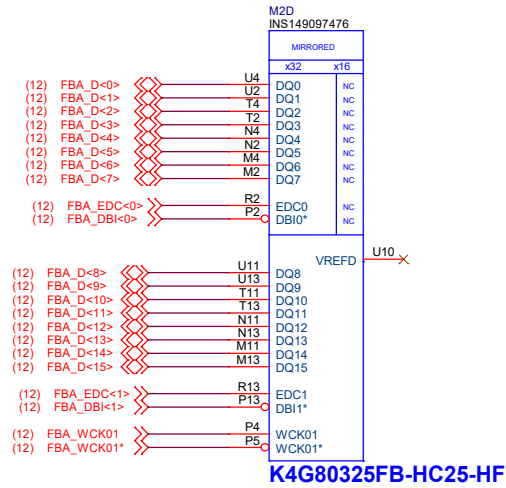 M2D
INS149097476
MIRRORED
x32 x16
(12) FBA_D<0> U4 DQ0 NC
(12) FBA_D<1> U2 DQ1 NC
(12) FBA_D<2> T4 DQ2 NC
(12) FBA_D<3> T2 DQ3 NC
(12) FBA_D<4> N4 DQ4 NC
(12) FBA_D<5> N2 DQ5 NC
(12) FBA_D<6> M4 DQ6 NC
(12) FBA_D<7> M2 DQ7 NC
(12) FBA_EDC<0> R2 EDC0 NC
(12) FBA_DBI<0> P2 DBI0* NC
VREFD U10
(12) FBA_D<8> U11 DQ8
(12) FBA_D<9> U13 DQ9
(12) FBA_D<10> T11 DQ10
(12) FBA_D<11> T13 DQ11
(12) FBA_D<12> N11 DQ12
(12) FBA_D<13> N13 DQ13
(12) FBA_D<14> M11 DQ14
(12) FBA_D<15> M13 DQ15
(12) FBA_EDC<1> R13 EDC1
(12) FBA_DBI<1> P13 DBI1*
(12) FBA_WCK01 P4 WCK01
(12) FBA_WCK01* P5 WCK01*
K4G80325FB-HC25-HF